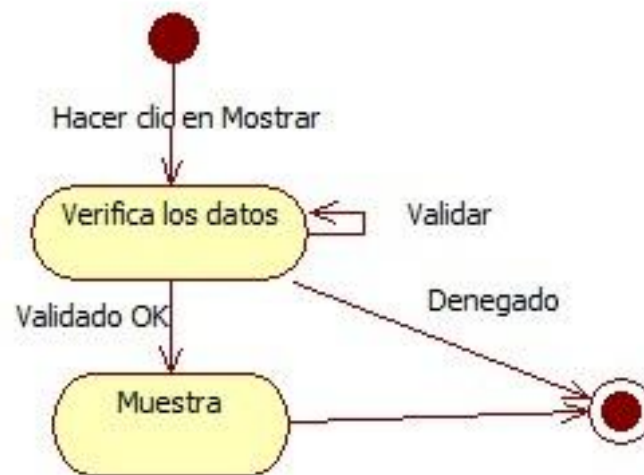 Hacer clic en Mostrar
Verifica los datos
Validar
Validado OK
Denegado
Muestra